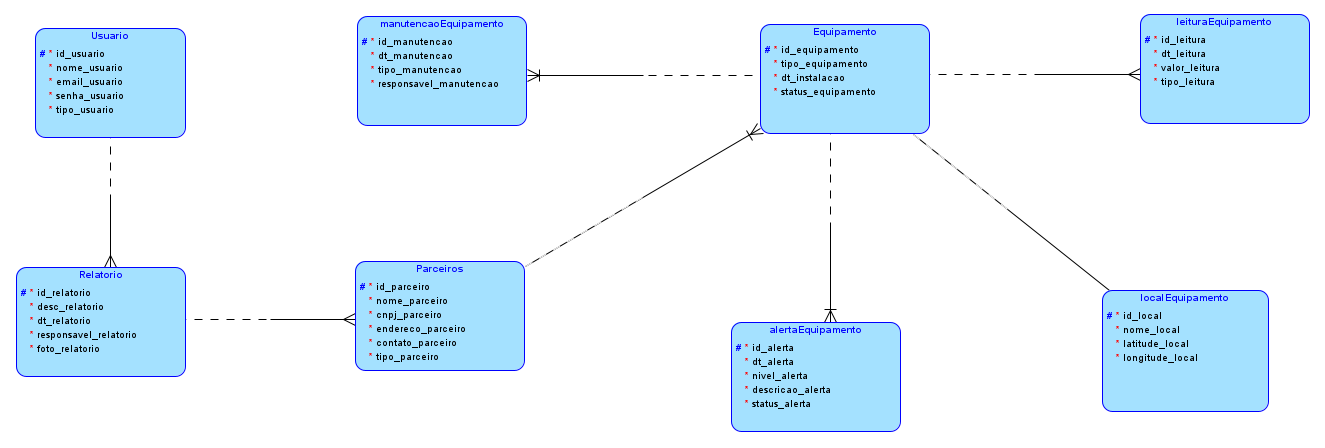 Usuario
# * id_usuario
* nome_usuario
* email_usuario
* senha_usuario
* tipo_usuario
manutencaoEquipamento
# * id_manutencao
* dt_manutencao
* tipo_manutencao
* responsavel_manutencao
Equipamento
# * id_equipamento
* tipo_equipamento
* dt_instalacao
* status_equipamento
leituraEquipamento
# * id_leitura
* dt_leitura
* valor_leitura
* tipo_leitura
Relatorio
# * id_relatorio
* desc_relatorio
* dt_relatorio
* responsavel_relatorio
* foto_relatorio
Parceiros
# * id_parceiro
* nome_parceiro
* cnpj_parceiro
* endereco_parceiro
* contato_parceiro
* tipo_parceiro
alertaEquipamento
# * id_alerta
* dt_alerta
* nivel_alerta
* descricao_alerta
* status_alerta
localEquipamento
# * id_local
* nome_local
* latitude_local
* longitude_local